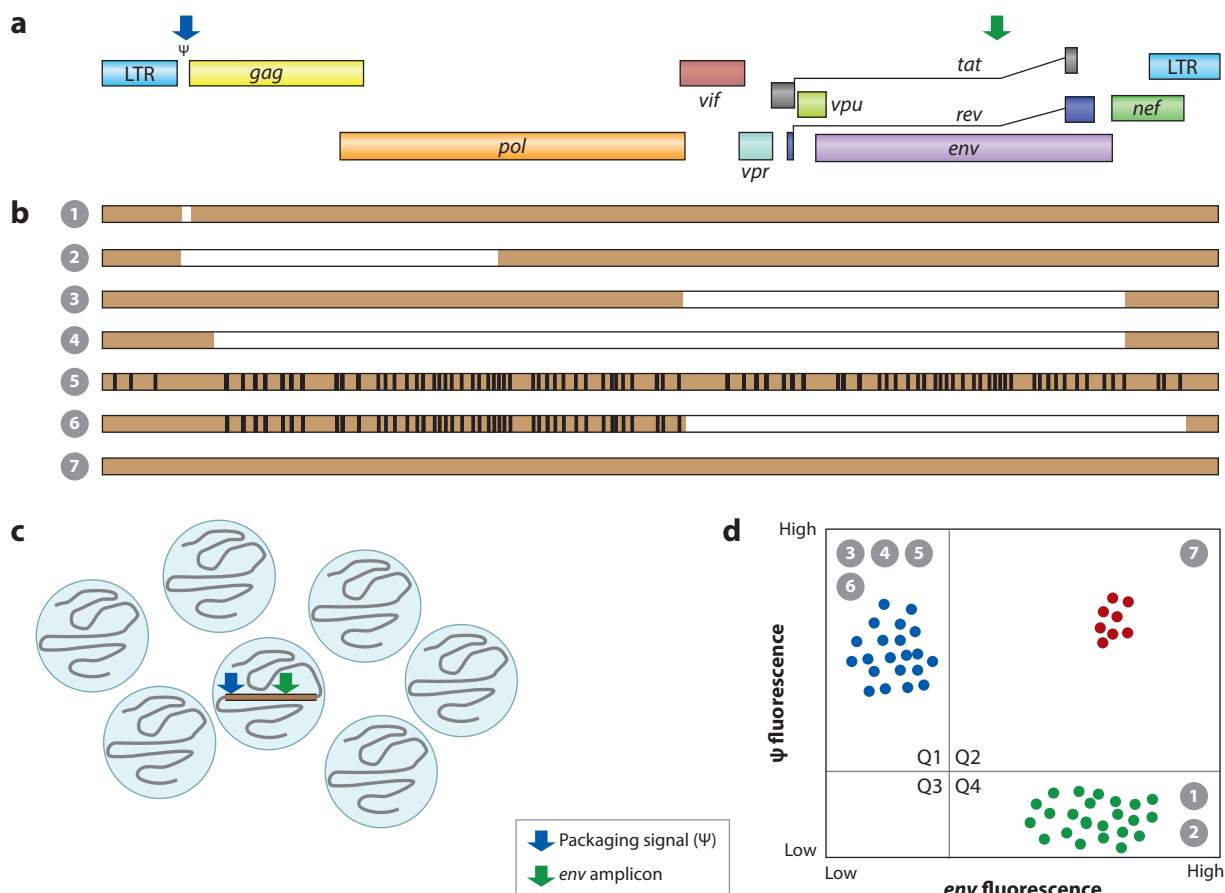 a
Ψ
LTR
gag
vif
tat
LTR
vpu
rev
nef
pol
vpr
env
b
1
2
3
4
5
6
7
c
Packaging signal (Ψ)
env amplicon
d
High
3 4 5
7
6
ψ fluorescence
Q1 Q2
Q3 Q4
1
2
Low
Low
High
env fluorescence